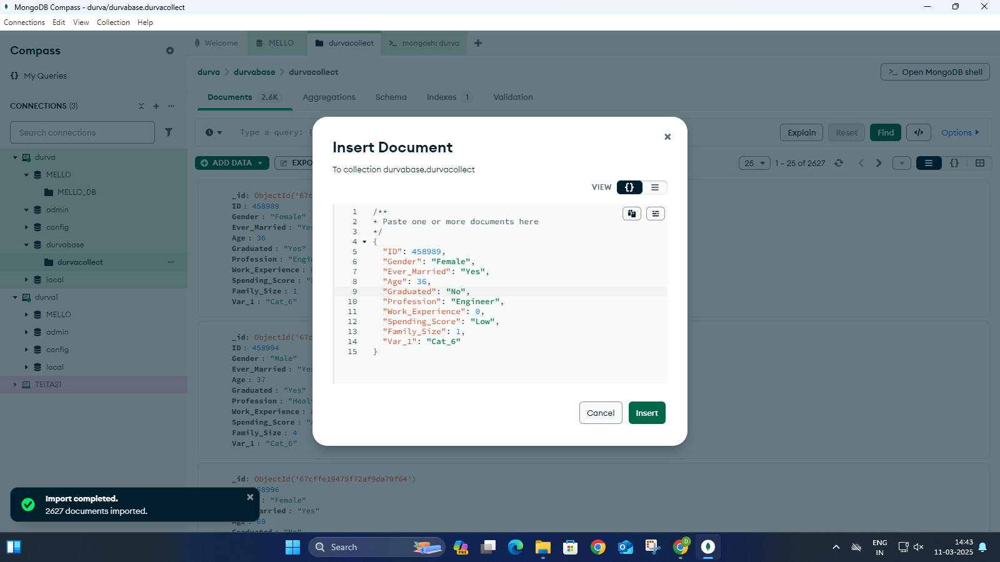 MongoDB Compass - durva/durvabase.durvacollect
Connections Edit View Collection Help
Compass
My Queries
CONNECTIONS (3)
Search connections
durva
MELLO
MELLO_DB
admin
config
durvabase
durvacollect
local
durva1
MELLO
admin
config
local
TEITA21
Welcome
MELLO
durvacollect
mongosh: durva
durva durvabase durvacollect
Open MongoDB shell
Documents 2.6K Aggregations Schema Indexes 1 Validation
Type a query: {
Explain Reset Find </> Options
ADD DATA EXPO
25 1 – 25 of 2627 {}
_id: ObjectId('67c
ID: 458989
Gender: "Female"
Ever_Married: "Yes
Age: 36
Graduated: "Yes"
Profession: "Engin
Work_Experience:
Spending_Score: "
Family_Size: 1
Var_1: "Cat_6"
_id: ObjectId('67c
ID: 458994
Gender: "Male"
Ever_Married: "Yes
Age: 37
Graduated: "Yes"
Profession: "Heal
Work_Experience:
Spending_Score: "
Family_Size: 4
Var_1: "Cat_6"
_id: ObjectId('67cffe19475f72af9da70f64')
58996
: "Female"
arried: "Yes"
Age: 69
Graduated: "No"
Insert Document
To collection durvabase.durvacollect
VIEW {}
1 /**
2 * Paste one or more documents here
3 */
4 {
5 "ID": 458989,
6 "Gender": "Female",
7 "Ever_Married": "Yes",
8 "Age": 36,
9 "Graduated": "No",
10 "Profession": "Engineer",
11 "Work_Experience": 0,
12 "Spending_Score": "Low",
13 "Family_Size": 1,
14 "Var_1": "Cat_6"
15 }
Cancel Insert
Import completed.
2627 documents imported.
Search
PRE
D
ENG
IN
14:43
11-03-2025